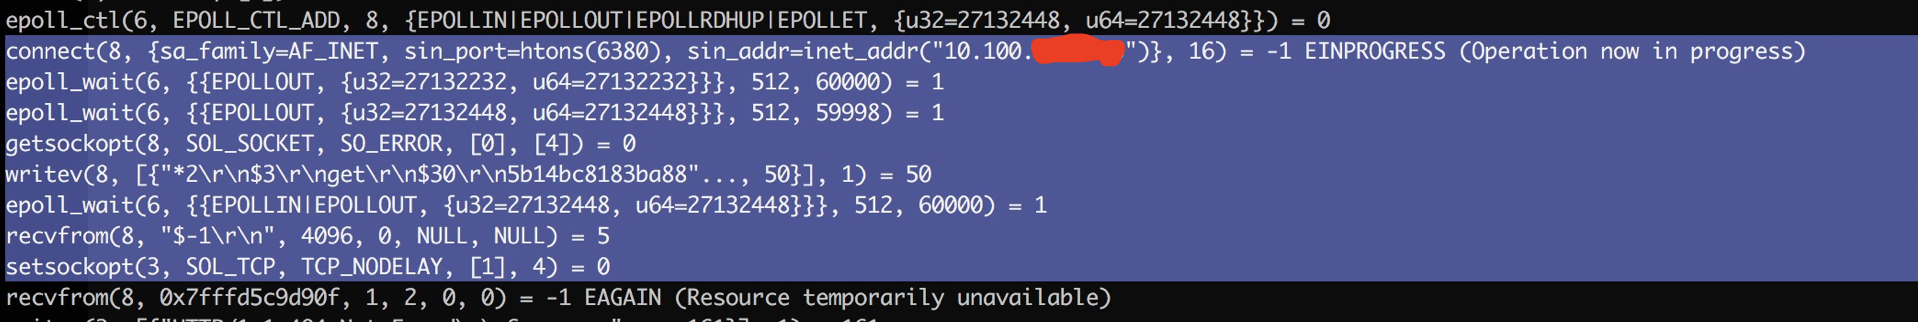 epoll_ctl(6, EPOLL_CTL_ADD, 8, {EPOLLIN|EPOLLOUT|EPOLLRDHUP|EPOLLET, {u32=27132448, u64=27132448}}) = 0
connect(8, {sa_family=AF_INET, sin_port=htons(6380), sin_addr=inet_addr("10.100. ")}, 16) = -1 EINPROGRESS (Operation now in progress)
epoll_wait(6, {{EPOLLOUT, {u32=27132232, u64=27132232}}}, 512, 60000) = 1
epoll_wait(6, {{EPOLLOUT, {u32=27132448, u64=27132448}}}, 512, 59998) = 1
getsockopt(8, SOL_SOCKET, SO_ERROR, [0], [4]) = 0
writev(8, [{"*2\r\n$3\r\nget\r\n$30\r\n5b14bc8183ba88"..., 50}], 1) = 50
epoll_wait(6, {{EPOLLIN|EPOLLOUT, {u32=27132448, u64=27132448}}}, 512, 60000) = 1
recvfrom(8, "$-1\r\n", 4096, 0, NULL, NULL) = 5
setsockopt(3, SOL_TCP, TCP_NODELAY, [1], 4) = 0
recvfrom(8, 0x7fffd5c9d90f, 1, 2, 0, 0) = -1 EAGAIN (Resource temporarily unavailable)